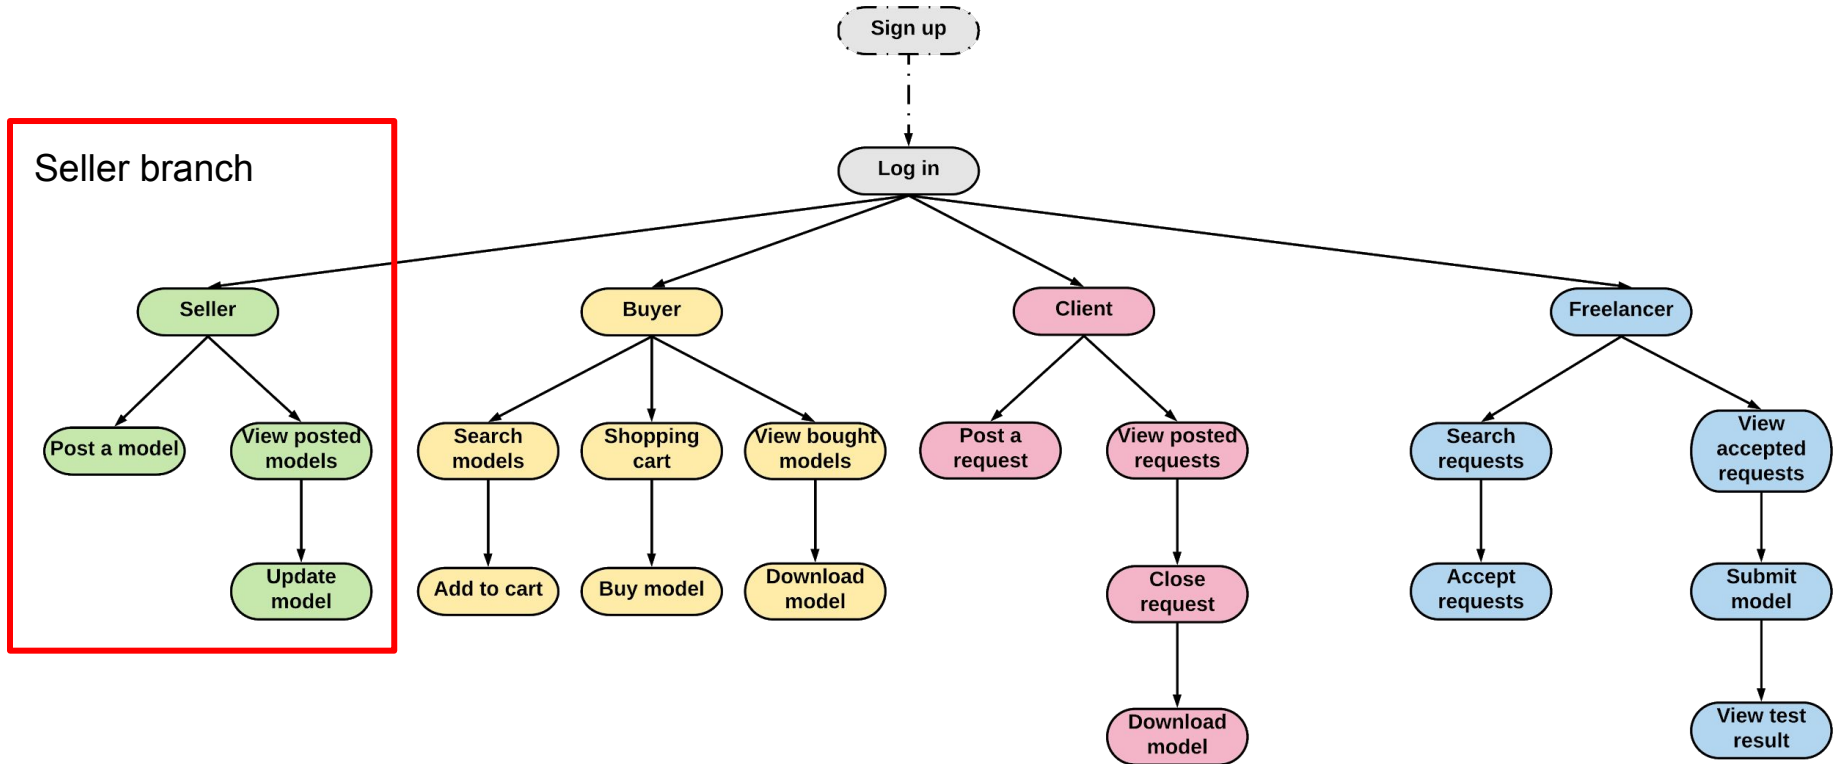 Sign up
Log in
Seller branch
Seller
Buyer
Client
Freelancer
Post a model
View posted
models
Search
models
Shopping
cart
View bought
models
Post a
request
View posted
requests
Search
requests
View
accepted
requests
Update
model
Add to cart
Buy model
Download
model
Close
request
Accept
requests
Submit
model
Download
model
View test
result